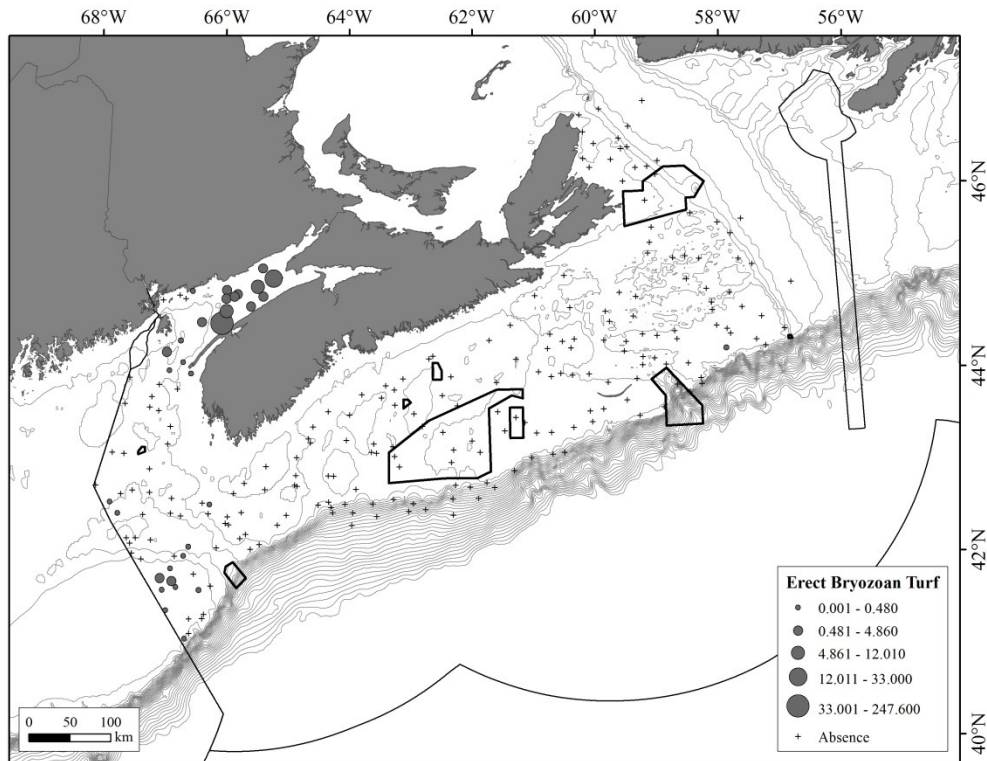 68°W 66°W 64°W 62°W 60°W 58°W 56°W
46°N
44°N
42°N
40°N
Erect Bryozoan Turf
0.001 - 0.480
0.481 - 4.860
4.861 - 12.010
12.011 - 33.000
33.001 - 247.600
+ Absence
0 50 100
km